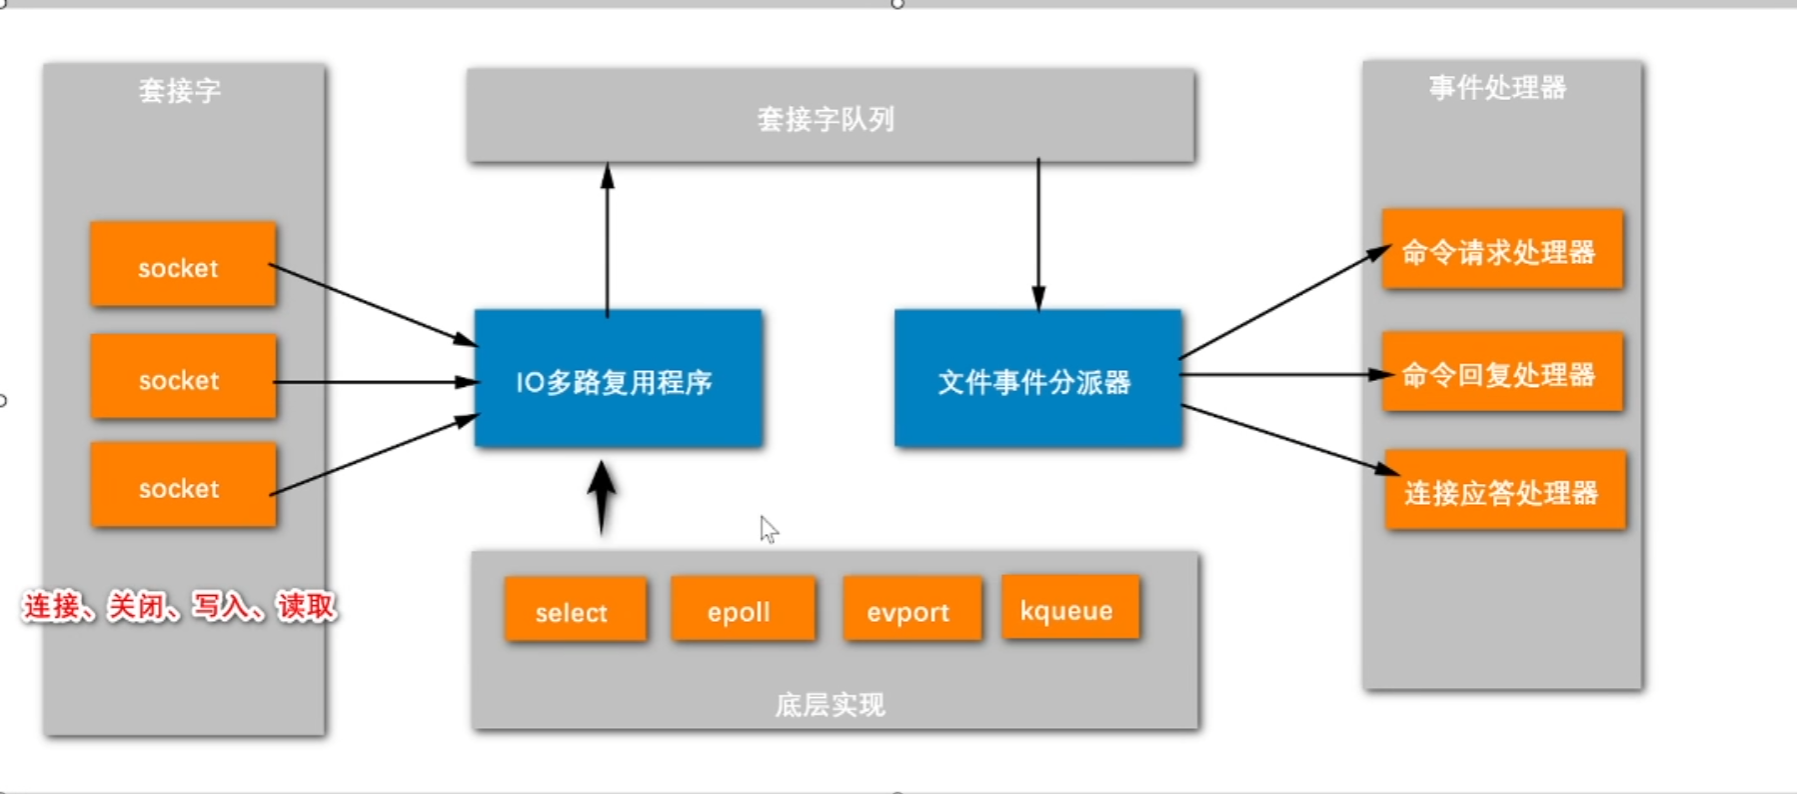 套接字
socket
socket
socket
连接、关闭、写入、读取
套接字队列
IO多路复用程序
文件事件分派器
select
epoll
evport
kqueue
底层实现
事件处理器
命令请求处理器
命令回复处理器
连接应答处理器